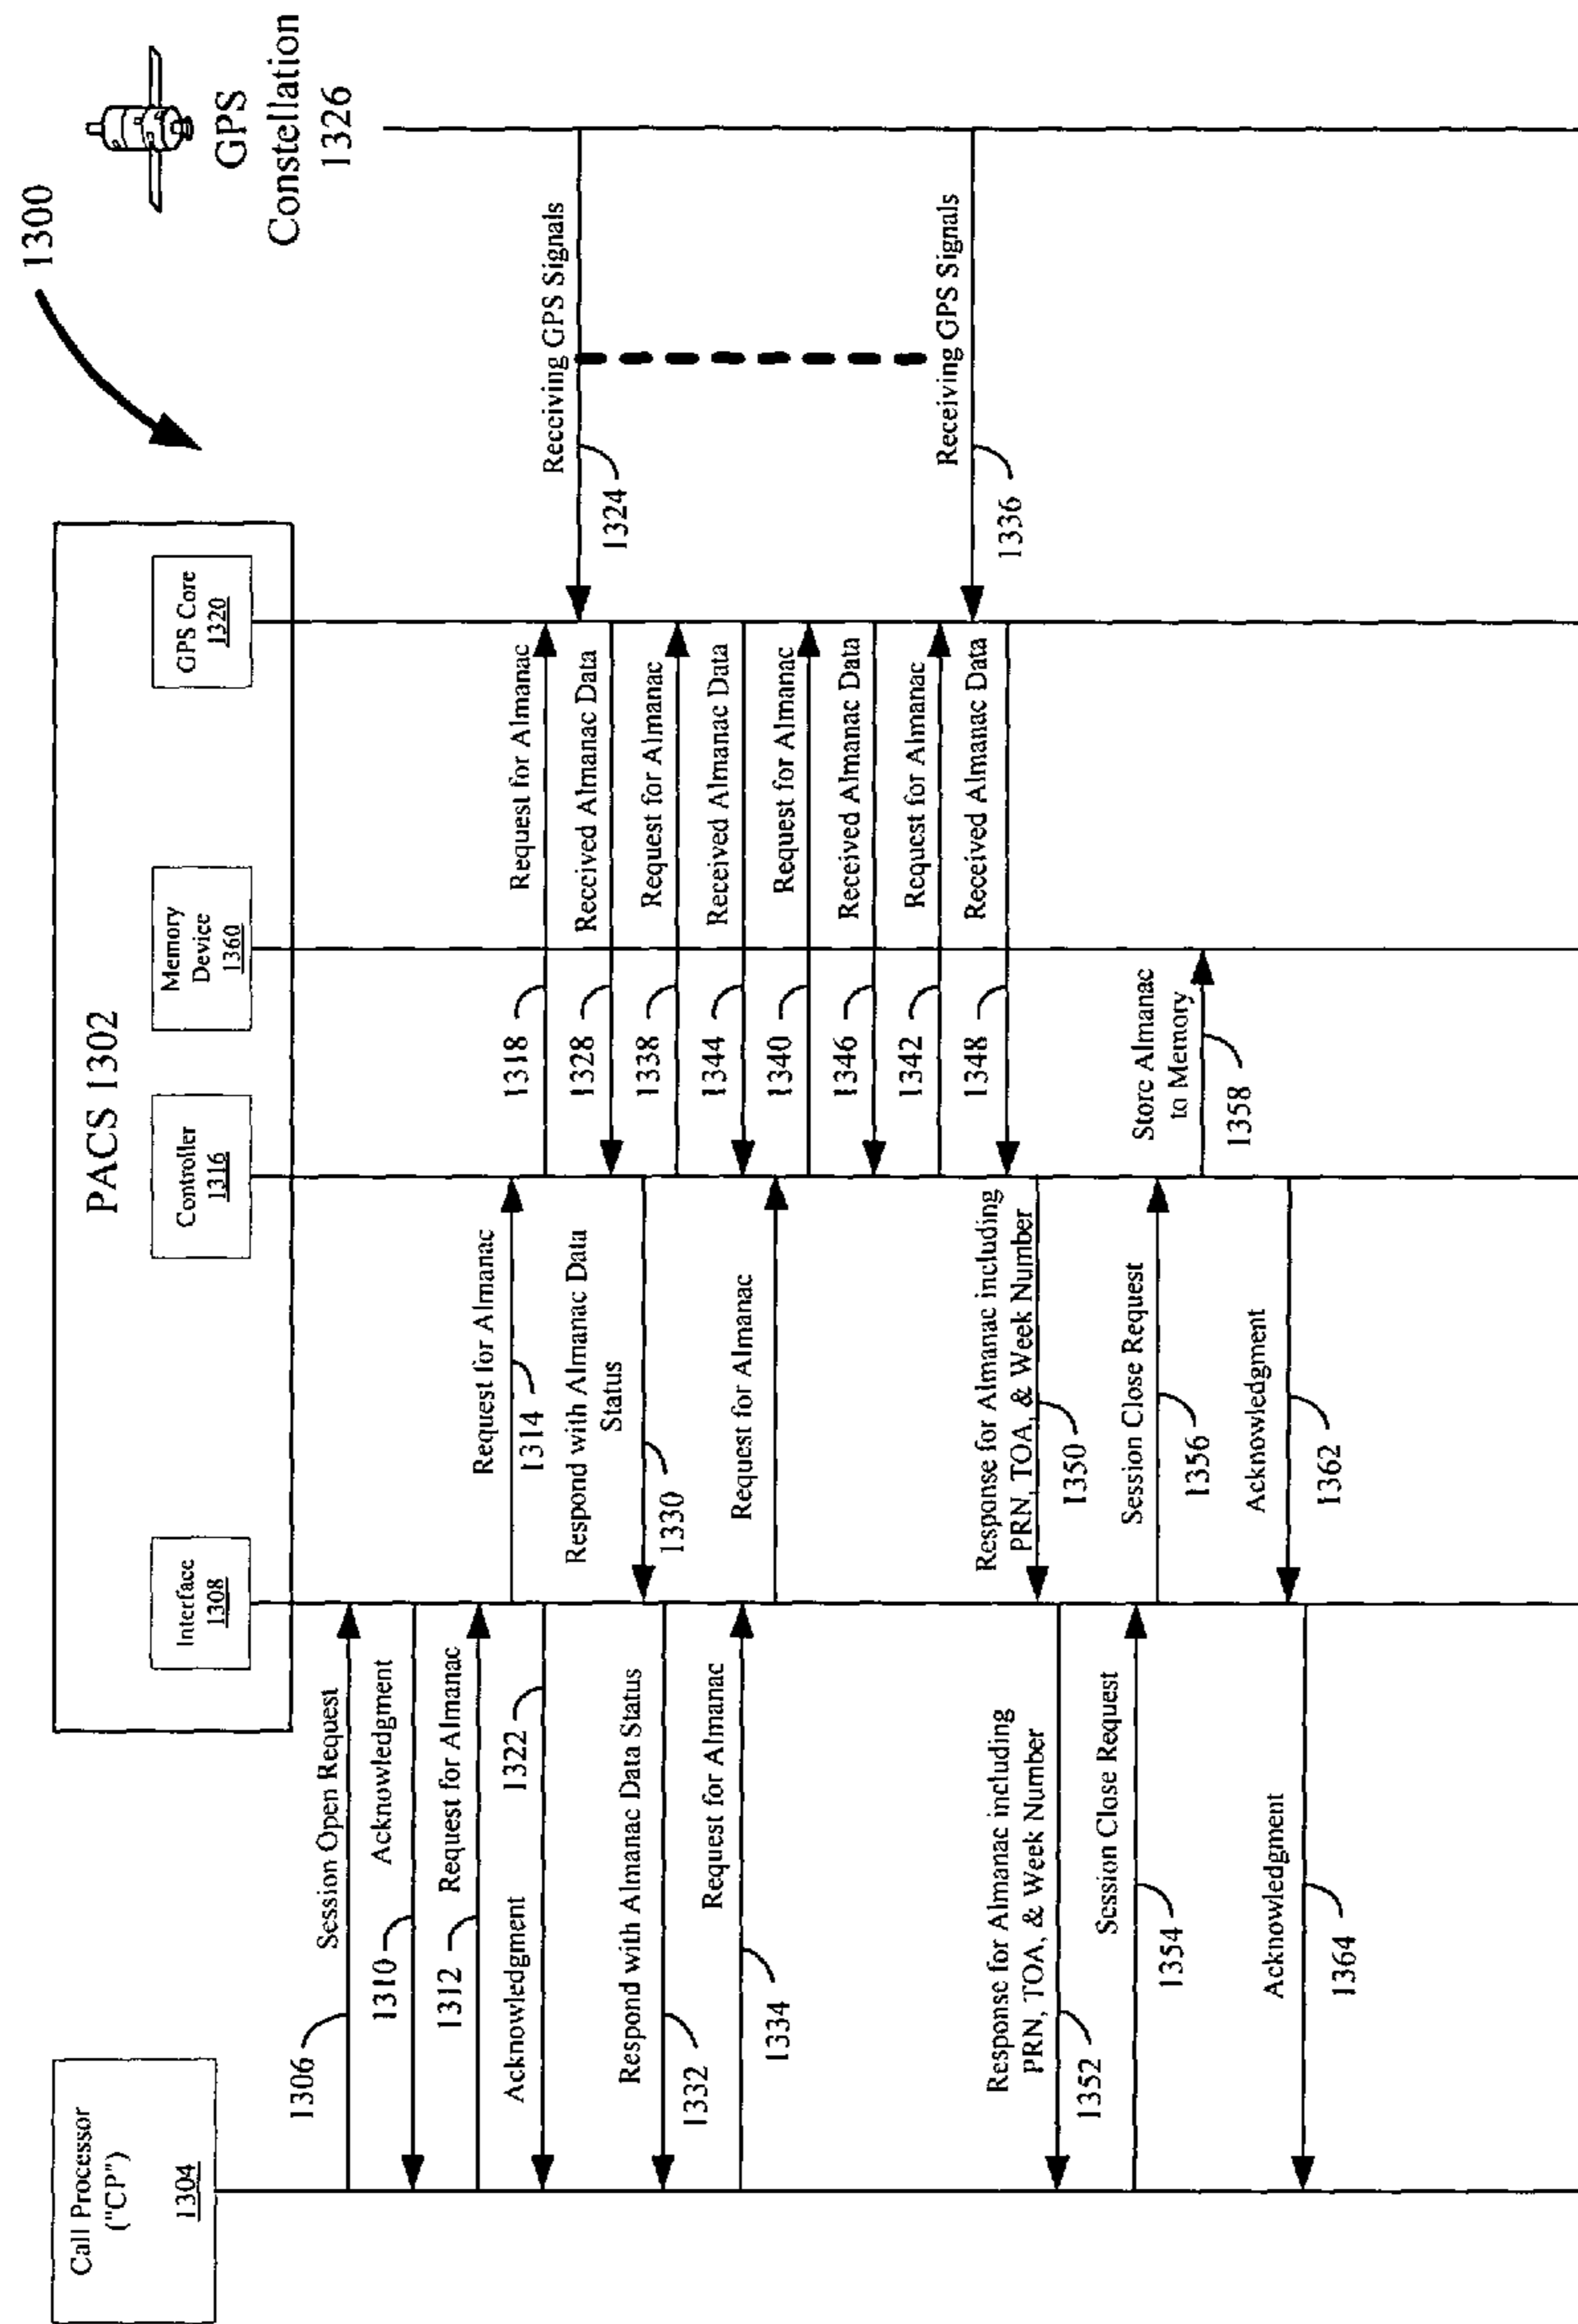 1300
GPS
Constellation
1326
PACS 1302
Call Processor
("CP")
1304
Interface
1308
Controller
1316
Memory
Device
1360
GPS Core
1320
Session Open Request
1306
Acknowledgment
1310
Request for Almanac
1312
Request for Almanac
1314
Request for Almanac
1318
Acknowledgment
1322
Receiving GPS Signals
1324
Received Almanac Data
1328
Respond with Almanac Data
Status
1330
Respond with Almanac Data Status
1332
Request for Almanac
1338
Request for Almanac
1334
Received Almanac Data
1344
Request for Almanac
Request for Almanac
1340
Received Almanac Data
1346
Request for Almanac
1342
Receiving GPS Signals
1336
Received Almanac Data
1348
Response for Almanac including
PRN, TOA, & Week Number
1350
Response for Almanac including
PRN, TOA, & Week Number
1352
Session Close Request
1354
Session Close Request
1356
Store Almanac
to Memory
1358
Acknowledgment
1362
Acknowledgment
1364